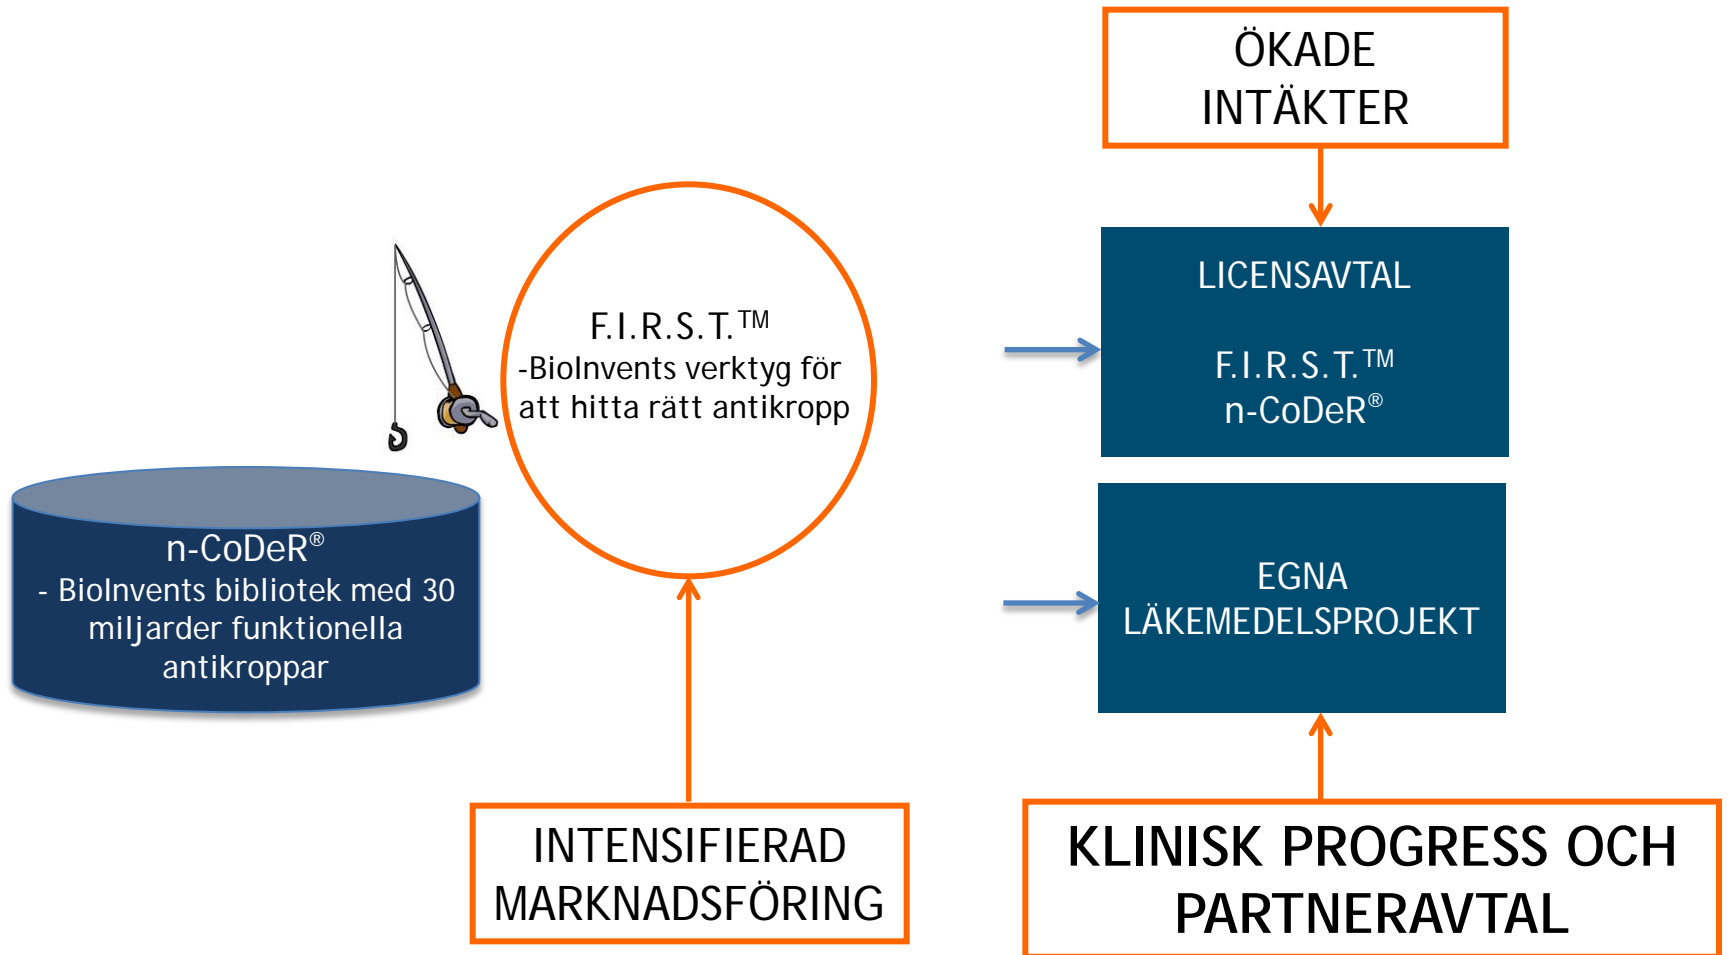 ÖKADE
INTÄKTER
F.I.R.S.T.™
-BioInvents verktyg för
att hitta rätt antikropp
LICENSAVTAL
F.I.R.S.T.™
n-CoDeR®
n-CoDeR®
- BioInvents bibliotek med 30
miljarder funktionella
antikroppar
EGNA
LÄKEMEDELSPROJEKT
INTENSIFIERAD
MARKNADSFÖRING
KLINISK PROGRESS OCH
PARTNERAVTAL